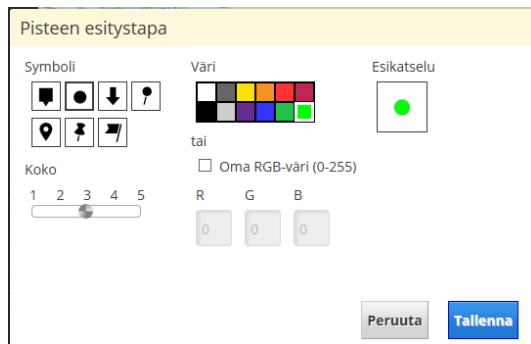 Pisteen esitystapa
Symboli
Väri
Esikatselu
tai
Oma RGB-väri (0-255)
Koko
1 2 3 4 5
R G B
0 0 0
Peruuta
Tallenna